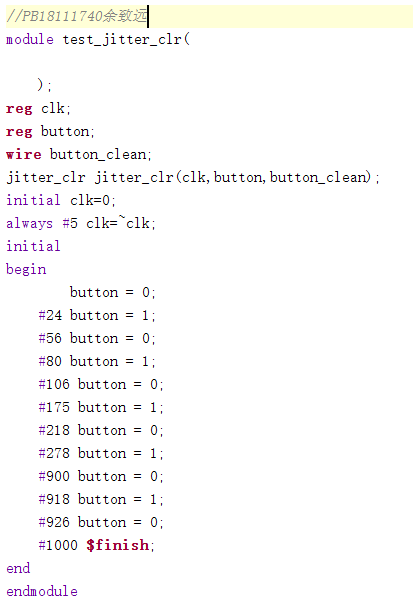 //PB18111740余致远
module test_jitter_clr(
);
reg clk;
reg button;
wire button_clean;
jitter_clr jitter_clr(clk,button,button_clean);
initial clk=0;
always #5 clk=~clk;
initial
begin
button = 0;
#24 button = 1;
#56 button = 0;
#80 button = 1;
#106 button = 0;
#175 button = 1;
#218 button = 0;
#278 button = 1;
#900 button = 0;
#918 button = 1;
#926 button = 0;
#1000 $finish;
end
endmodule